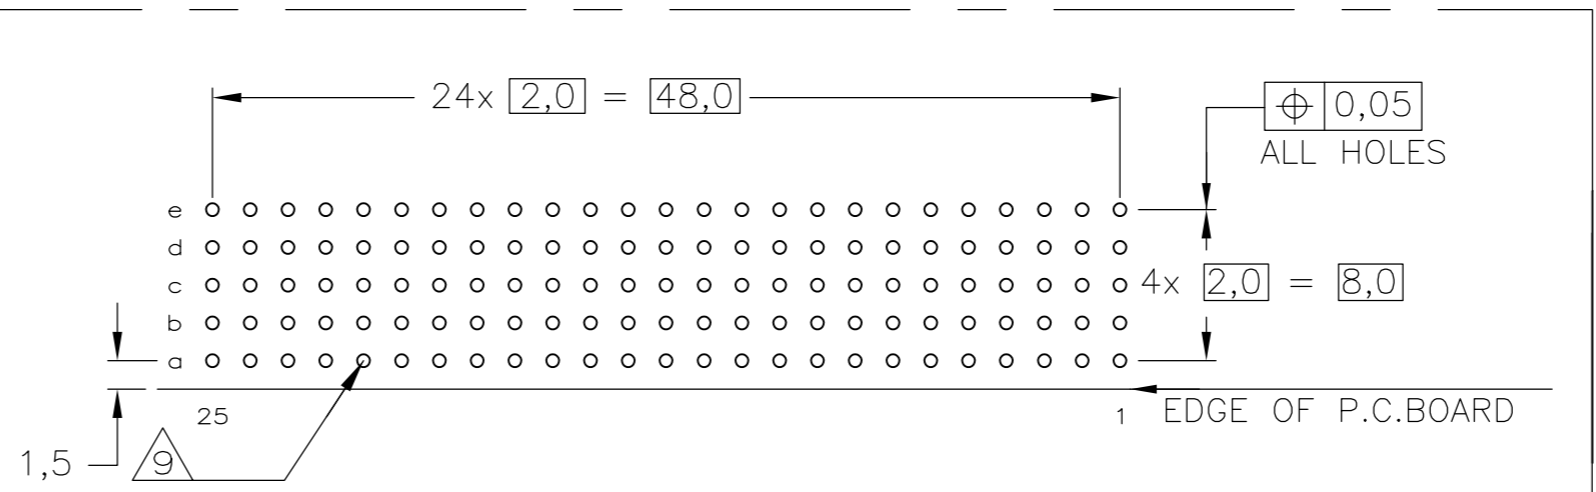 24x 2,0 = 48,0
⌖ 0,05
ALL HOLES
e
d
c
4x 2,0 = 8,0
b
a
25
1
EDGE OF P.C.BOARD
1,5
9